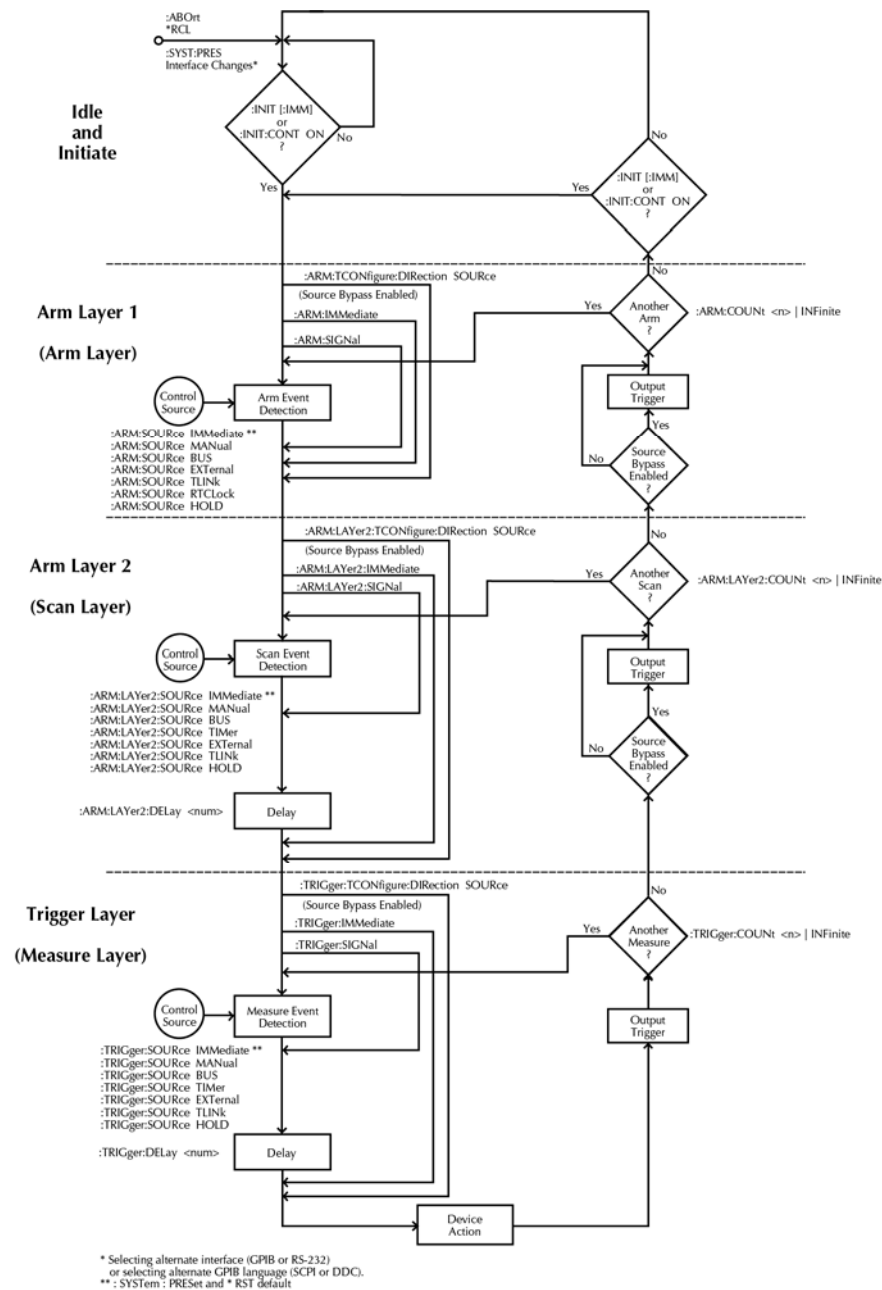 :ABOrt
*RCL
:SYST:PRES
Interface Changes*
Idle
and
Initiate
:INIT [:IMM]
or
:INIT:CONT ON
?
No
Yes
No
:INIT [:IMM]
or
:INIT:CONT ON
?
Yes
No
Arm Layer 1
(Arm Layer)
:ARM:TCONfigure:DIRection SOURce
(Source Bypass Enabled)
:ARM:IMMediate
:ARM:SIGNal
Yes
Another
Arm
?
:ARM:COUNt <n> | INFinite
Control
Source
Arm Event
Detection
Output
Trigger
Yes
No
Source
Bypass
Enabled
?
:ARM:SOURce IMMediate **
:ARM:SOURce MANual
:ARM:SOURce BUS
:ARM:SOURce EXTernal
:ARM:SOURce TLINk
:ARM:SOURce RTCLock
:ARM:SOURce HOLD
No
Arm Layer 2
(Scan Layer)
:ARM:LAYer2:TCONfigure:DIRection SOURce
(Source Bypass Enabled)
:ARM:LAYer2:IMMediate
:ARM:LAYer2:SIGNal
Yes
Another
Scan
?
:ARM:LAYer2:COUNt <n> | INFinite
Control
Source
Scan Event
Detection
Output
Trigger
Yes
No
Source
Bypass
Enabled
?
:ARM:LAYer2:SOURce IMMediate **
:ARM:LAYer2:SOURce MANual
:ARM:LAYer2:SOURce BUS
:ARM:LAYer2:SOURce TIMer
:ARM:LAYer2:SOURce EXTernal
:ARM:LAYer2:SOURce TLINk
:ARM:LAYer2:SOURce HOLD
:ARM:LAYer2:DELay <num>
Delay
No
Trigger Layer
(Measure Layer)
:TRIGger:TCONfigure:DIRection SOURce
(Source Bypass Enabled)
:TRIGger:IMMediate
:TRIGger:SIGNal
Yes
Another
Measure
?
:TRIGger:COUNt <n> | INFinite
Control
Source
Measure Event
Detection
Output
Trigger
:TRIGger:SOURce IMMediate **
:TRIGger:SOURce MANual
:TRIGger:SOURce BUS
:TRIGger:SOURce TIMer
:TRIGger:SOURce EXTernal
:TRIGger:SOURce TLINk
:TRIGger:SOURce HOLD
:TRIGger:DELay <num>
Delay
Device
Action
* Selecting alternate interface (GPIB or RS-232)
or selecting alternate GPIB language (SCPI or DDC).
** : SYSTem : PRESet and * RST default